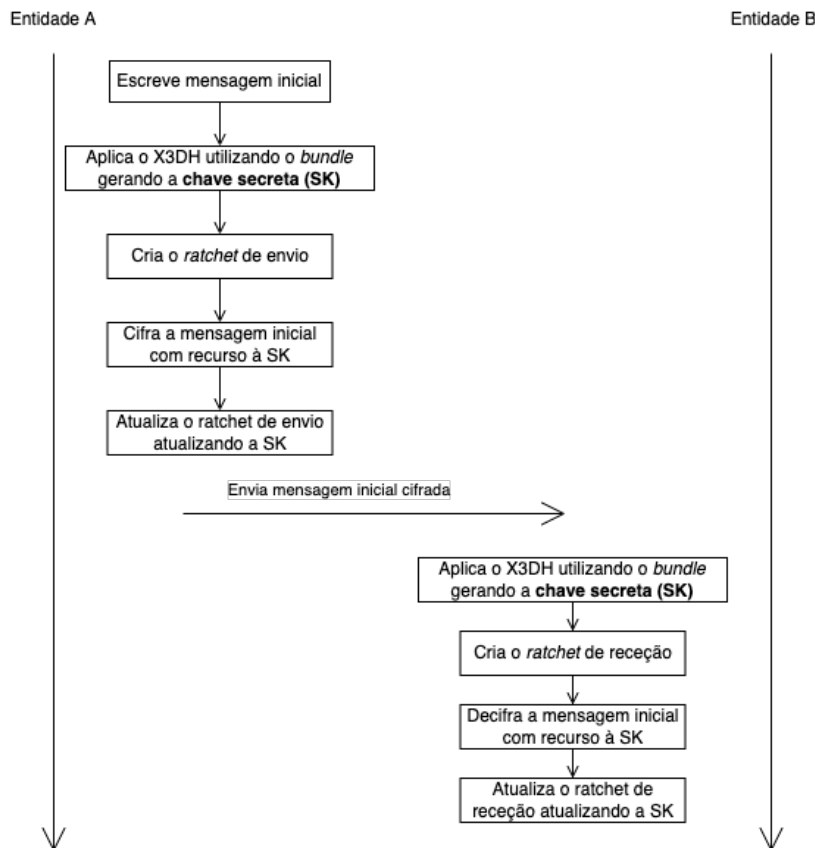 Entidade A
Entidade B
Escreve mensagem inicial
Aplica o X3DH utilizando o bundle
gerando a chave secreta (SK)
Cria o ratchet de envio
Cifra a mensagem inicial
com recurso à SK
Atualiza o ratchet de envio
atualizando a SK
Envia mensagem inicial cifrada
Aplica o X3DH utilizando o bundle
gerando a chave secreta (SK)
Cria o ratchet de receção
Decifra a mensagem inicial
com recurso à SK
Atualiza o ratchet de
receção atualizando a SK